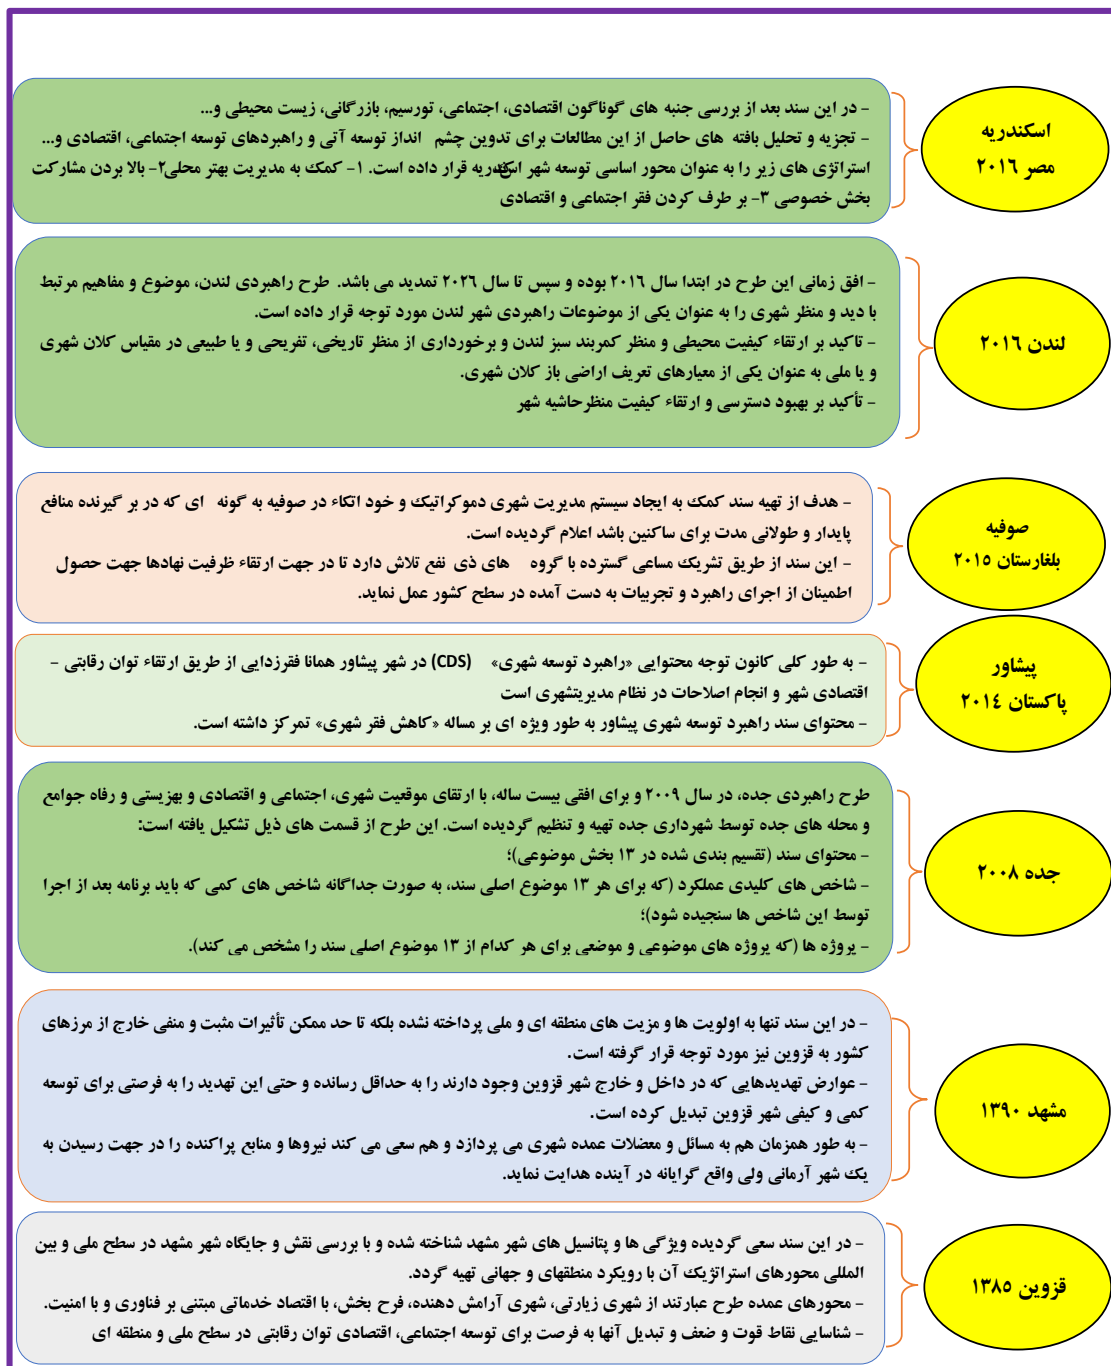 اسکندریه
مصر ۲۰۱۶
- در این سند بعد از بررسی جنبه های گوناگون اقتصادی، اجتماعی، تورسیم، بازرگانی، زیست محیطی و...
- تجزیه و تحلیل بافته های حاصل از این مطالعات برای تدوین چشم انداز توسعه آتی و راهبردهای توسعه اجتماعی، اقتصادی و...
استراتژی های زیر را به عنوان محور اساسی توسعه شهر اسکندریه قرار داده است. ۱- کمک به مدیریت بهتر محلی۲- بالا بردن مشارکت
بخش خصوصی ۳- بر طرف کردن فقر اجتماعی و اقتصادی
لندن ۲۰۱۶
- افق زمانی این طرح در ابتدا سال ۲۰۱۶ بوده و سپس تا سال ۲۰۲۶ تمدید می باشد. طرح راهبردی لندن، موضوع و مفاهیم مرتبط
با دید و منظر شهری را به عنوان یکی از موضوعات راهبردی شهر لندن مورد توجه قرار داده است.
- تاکید بر ارتقاء کیفیت محیطی و منظر کمربند سبز لندن و برخورداری از منظر تاریخی، تفریحی و یا طبیعی در مقیاس کلان شهری
و یا ملی به عنوان یکی از معیارهای تعریف اراضی باز کلان شهری.
- تأکید بر بهبود دسترسی و ارتقاء کیفیت منظرحاشیه شهر
صوفیه
بلغارستان ۲۰۱۵
- هدف از تهیه سند کمک به ایجاد سیستم مدیریت شهری دموکراتیک و خود اتکاء در صوفیه به گونه ای که در بر گیرنده منافع
پایدار و طولانی مدت برای ساکنین باشد اعلام گردیده است.
- این سند از طریق تشریک مساعی گسترده با گروه های ذی نفع تلاش دارد تا در جهت ارتقاء ظرفیت نهادها جهت حصول
اطمینان از اجرای راهبرد و تجربیات به دست آمده در سطح کشور عمل نماید.
پیشاور
پاکستان ۲۰۱۴
- به طور کلی کانون توجه محتوایی «راهبرد توسعه شهری» (CDS) در شهر پیشاور همانا فقرزدایی از طریق ارتقاء توان رقابتی -
اقتصادی شهر و انجام اصلاحات در نظام مدیریتشهری است
- محتوای سند راهبرد توسعه شهری پیشاور به طور ویژه ای بر مساله «کاهش فقر شهری» تمرکز داشته است.
جده ۲۰۰۸
طرح راهبردی جده، در سال ۲۰۰۹ و برای افقی بیست ساله، با ارتقای موقعیت شهری، اجتماعی و اقتصادی و بهزیستی و رفاه جوامع
و محله های جده توسط شهرداری جده تهیه و تنظیم گردیده است. این طرح از قسمت های ذیل تشکیل یافته است:
- محتوای سند (تقسیم بندی شده در ۱۳ بخش موضوعی)؛
- شاخص های کلیدی عملکرد (که برای هر ۱۳ موضوع اصلی سند، به صورت جداگانه شاخص های کمی که باید برنامه بعد از اجرا
توسط این شاخص ها سنجیده شود)؛
- پروژه ها (که پروژه های موضوعی و موضعی برای هر کدام از ۱۳ موضوع اصلی سند را مشخص می کند).
مشهد ۱۳۹۰
- در این سند تنها به اولویت ها و مزیت های منطقه ای و ملی پرداخته نشده بلکه تا حد ممکن تأثیرات مثبت و منفی خارج از مرزهای
کشور به قزوین نیز مورد توجه قرار گرفته است.
- عوارض تهدیدهایی که در داخل و خارج شهر قزوین وجود دارند را به حداقل رسانده و حتی این تهدید را به فرصتی برای توسعه
کمی و کیفی شهر قزوین تبدیل کرده است.
- به طور همزمان هم به مسائل و معضلات عمده شهری می پردازد و هم سعی می کند نیروها و منابع پراکنده را در جهت رسیدن به
یک شهر آرمانی ولی واقع گرایانه در آینده هدایت نماید.
قزوین ۱۳۸۵
- در این سند سعی گردیده ویژگی ها و پتانسیل های شهر مشهد شناخته شده و با بررسی نقش و جایگاه شهر مشهد در سطح ملی و بین
المللی محورهای استراتژیک آن با رویکرد منطقهای و جهانی تهیه گردد.
- محورهای عمده طرح عبارتند از شهری زیارتی، شهری آرامش دهنده، فرح بخش، با اقتصاد خدماتی مبتنی بر فناوری و با امنیت.
- شناسایی نقاط قوت و ضعف و تبدیل آنها به فرصت برای توسعه اجتماعی، اقتصادی توان رقابتی در سطح ملی و منطقه ای